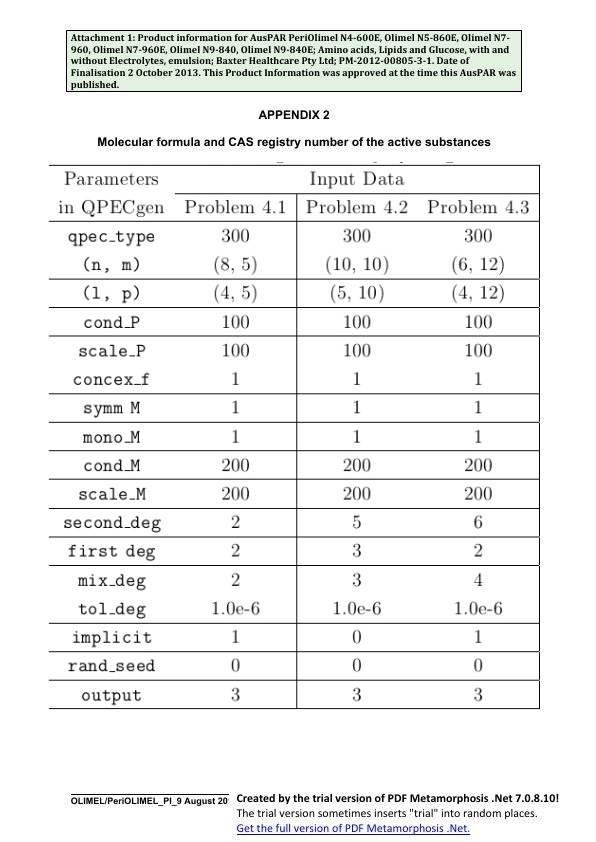 Attachment 1: Product information for AusPAR PeriOlimel N4-600E, Olimel N5-860E, Olimel N7-
960, Olimel N7-960E, Olimel N9-840, Olimel N9-840E; Amino acids, Lipids and Glucose, with and
without Electrolytes, emulsion; Baxter Healthcare Pty Ltd; PM-2012-00805-3-1. Date of
Finalisation 2 October 2013. This Product Information was approved at the time this AusPAR was
published.
APPENDIX 2
Molecular formula and CAS registry number of the active substances
Parameters Input Data
in QPECgen Problem 4.1 Problem 4.2 Problem 4.3
qpec_type 300 300 300
(n, m) (8, 5) (10, 10) (6, 12)
(l, p) (4, 5) (5, 10) (4, 12)
cond_P 100 100 100
scale_P 100 100 100
concex_f 1 1 1
symm M 1 1 1
mono_M 1 1 1
cond_M 200 200 200
scale_M 200 200 200
second_deg 2 5 6
first deg 2 3 2
mix_deg 2 3 4
tol_deg 1.0e-6 1.0e-6 1.0e-6
implicit 1 0 1
rand_seed 0 0 0
output 3 3 3
OLIMEL/PeriOLIMEL_PI_9 August 20
Created by the trial version of PDF Metamorphosis .Net 7.0.8.10!
The trial version sometimes inserts "trial" into random places.
Get the full version of PDF Metamorphosis .Net.